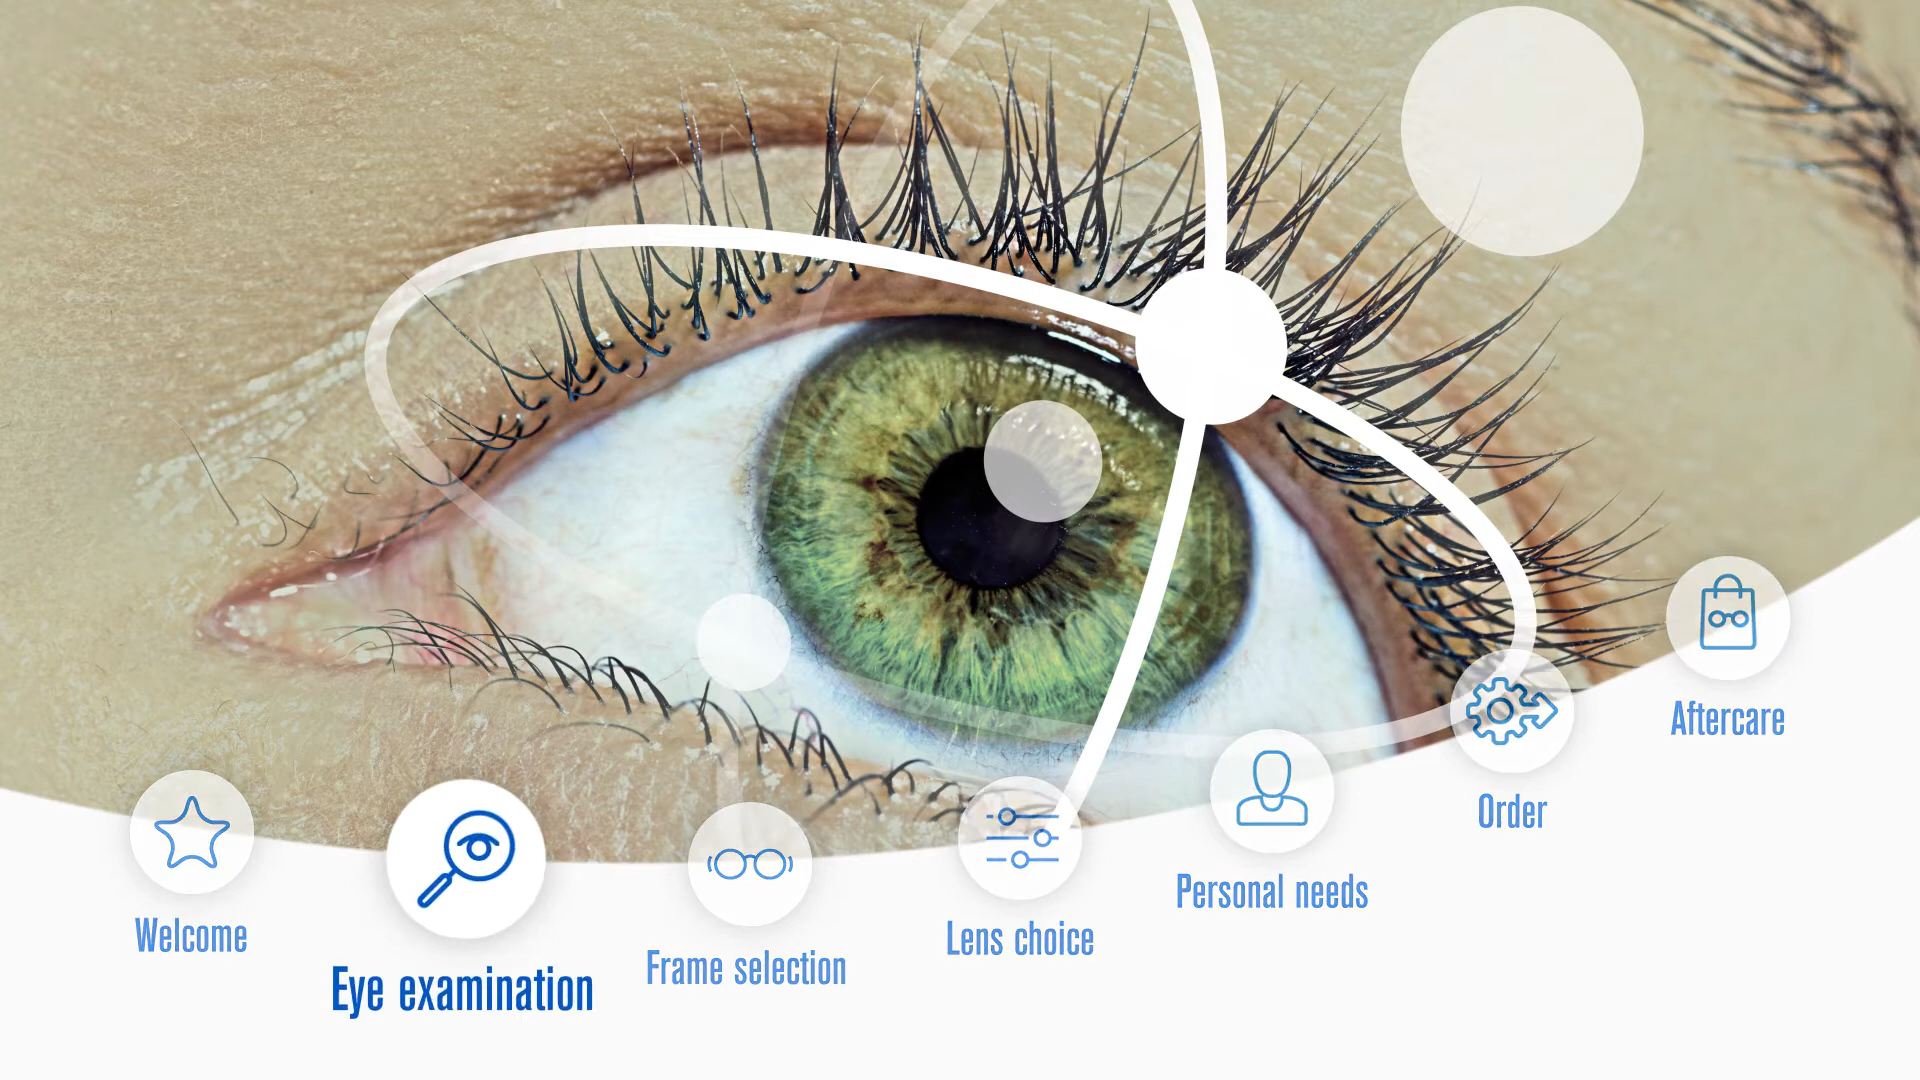 Welcome
Eye examination
Frame selection
Lens choice
Personal needs
Order
Aftercare